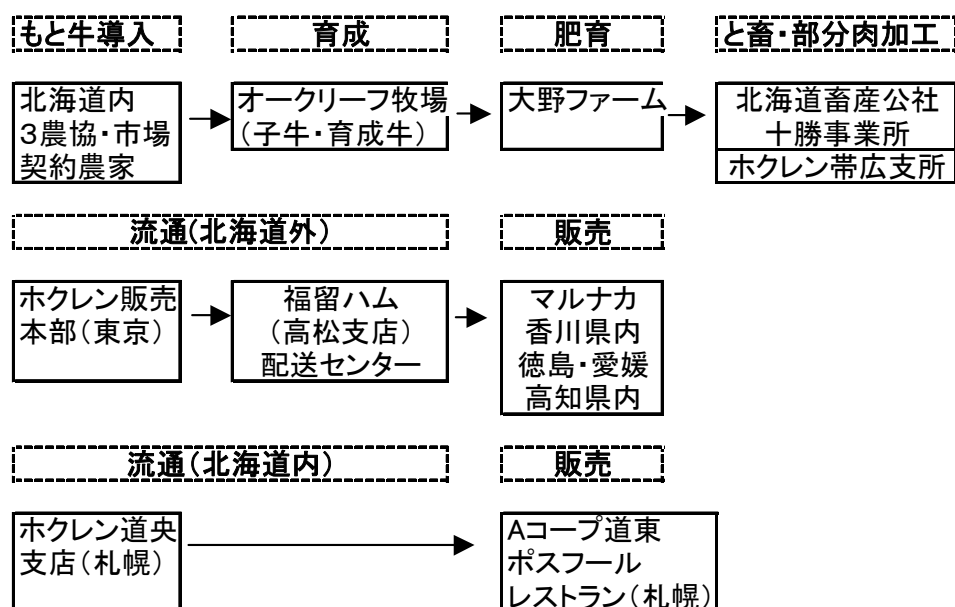 もと牛導入
育成
肥育
と畜・部分肉加工
北海道内
3農協・市場
契約農家
オークリーフ牧場
(子牛・育成牛)
大野ファーム
北海道畜産公社
十勝事業所
ホクレン帯広支所
流通(北海道外)
販売
ホクレン販売
本部(東京)
福留ハム
(高松支店)
配送センター
マルナカ
香川県内
徳島・愛媛
高知県内
流通(北海道内)
販売
ホクレン道央
支店(札幌)
Aコープ道東
ポスフール
レストラン(札幌)